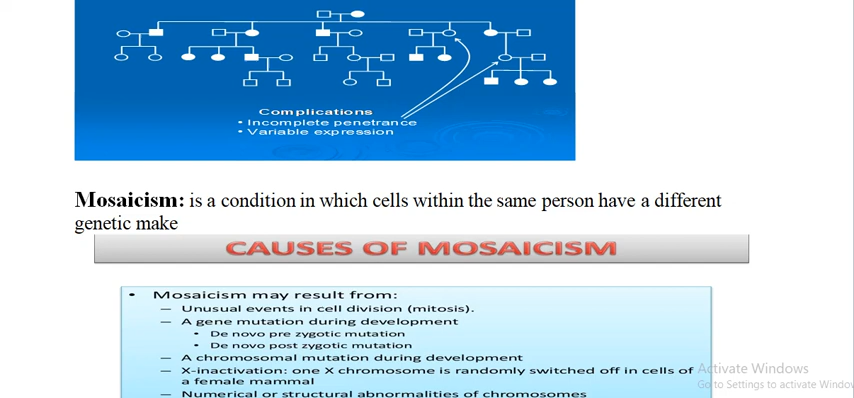 Complications
• Incomplete penetrance
• Variable expression
Mosaicism: is a condition in which cells within the same person have a different
genetic make
CAUSES OF MOSAICISM
• Mosaicism may result from:
– Unusual events in cell division (mitosis).
– A gene mutation during development
• De novo pre zygotic mutation
• De novo post zygotic mutation
– A chromosomal mutation during development
– X-inactivation: one X chromosome is randomly switched off in cells of
a female mammal
– Numerical or structural abnormalities of chromosomes
Activate Windows
Go to Settings to activate Window